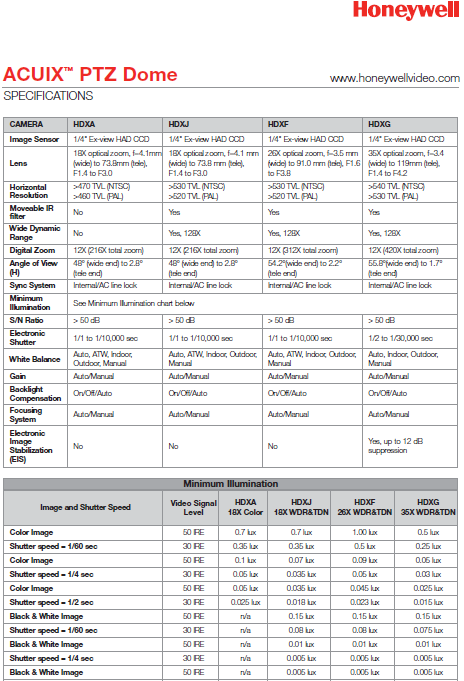 Honeywell
ACUIX™ PTZ Dome
www.honeywellvideo.com
SPECIFICATIONS
CAMERA HDXA HDXJ HDXF HDXG
Image Sensor 1/4" Ex-view HAD CCD 1/4" Ex-view HAD CCD 1/4" Ex-view HAD CCD 1/4" Ex-view HAD CCD
Lens 18X optical zoom, f=4.1mm (wide) to 73.8mm (tele), F1.4 to F3.0 18X optical zoom, f=4.1 mm (wide) to 73.8 mm (tele), F1.4 to F3.0 26X optical zoom, f=3.5 mm (wide) to 91.0 mm (tele), F1.6 to F3.8 35X optical zoom, f=3.4 (wide) to 119mm (tele), F1.4 to F4.2
Horizontal Resolution >470 TVL (NTSC) >460 TVL (PAL) >530 TVL (NTSC) >520 TVL (PAL) >530 TVL (NTSC) >520 TVL (PAL) >540 TVL (NTSC) >530 TVL (PAL)
Moveable IR filter No Yes Yes Yes
Wide Dynamic Range No Yes, 128X Yes, 128X Yes, 128X
Digital Zoom 12X (216X total zoom) 12X (216X total zoom) 12X (312X total zoom) 12X (420X total zoom)
Angle of View (H) 48° (wide end) to 2.8° (tele end) 48° (wide end) to 2.8° (tele end) 54.2°(wide end) to 2.2° (tele end) 55.8°(wide end) to 1.7° (tele end)
Sync System Internal/AC line lock Internal/AC line lock Internal/AC line lock Internal/AC line lock
Minimum Illumination See Minimum Illumination chart below
S/N Ratio > 50 dB > 50 dB > 50 dB > 50 dB
Electronic Shutter 1/1 to 1/10,000 sec 1/1 to 1/10,000 sec 1/1 to 1/10,000 sec 1/2 to 1/30,000 sec
White Balance Auto, ATW, Indoor, Outdoor, Manual Auto, ATW, Indoor, Outdoor, Manual Auto, ATW, Indoor, Outdoor, Manual Auto, Indoor, Outdoor, Manual
Gain Auto/Manual Auto/Manual Auto/Manual Auto/Manual
Backlight Compensation On/Off/Auto On/Off/Auto On/Off/Auto On/Off/Auto
Focusing System Auto/Manual Auto/Manual Auto/Manual Auto/Manual
Electronic Image Stabilization (EIS) No No No Yes, up to 12 dB suppression
Minimum Illumination
Image and Shutter Speed Video Signal Level HDXA 18X Color HDXJ 18X WDR&TDN HDXF 26X WDR&TDN HDXG 35X WDR&TDN
Color Image 50 IRE 0.7 lux 0.7 lux 1.00 lux 0.5 lux
Shutter speed = 1/60 sec 30 IRE 0.35 lux 0.35 lux 0.5 lux 0.25 lux
Color Image 50 IRE 0.1 lux 0.07 lux 0.09 lux 0.05 lux
Shutter speed = 1/4 sec 30 IRE 0.05 lux 0.035 lux 0.05 lux 0.03 lux
Color Image 50 IRE 0.05 lux 0.035 lux 0.045 lux 0.025 lux
Shutter speed = 1/2 sec 30 IRE 0.025 lux 0.018 lux 0.023 lux 0.015 lux
Black & White Image 50 IRE n/a 0.15 lux 0.15 lux 0.15 lux
Shutter speed = 1/60 sec 30 IRE n/a 0.08 lux 0.08 lux 0.075 lux
Black & White Image 50 IRE n/a 0.01 lux 0.01 lux 0.01 lux
Shutter speed = 1/4 sec 30 IRE n/a 0.005 lux 0.005 lux 0.005 lux
Black & White Image 50 IRE n/a 0.005 lux 0.005 lux 0.005 lux